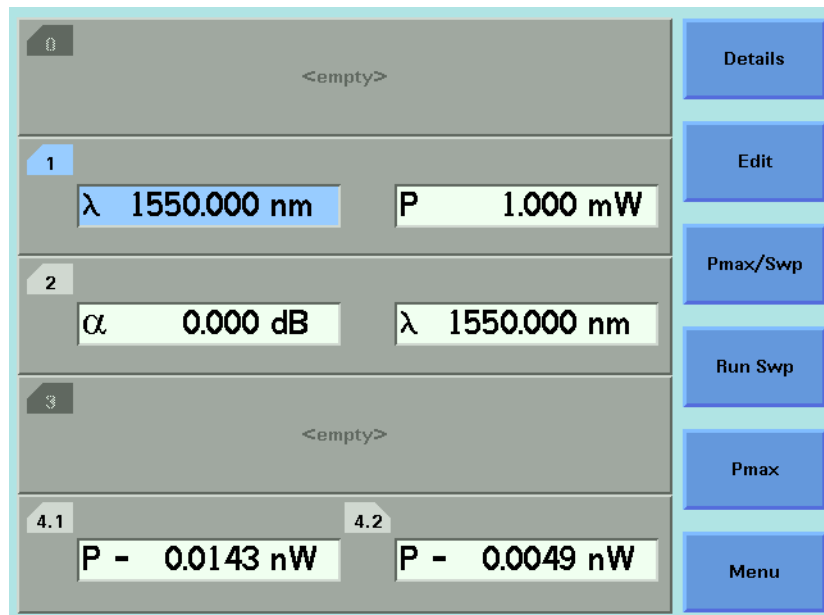 0
<empty>
1
λ 1550.000 nm
P 1.000 mW
2
α 0.000 dB
λ 1550.000 nm
3
<empty>
4.1
P - 0.0143 nW
4.2
P - 0.0049 nW
Details
Edit
Pmax/Swp
Run Swp
Pmax
Menu